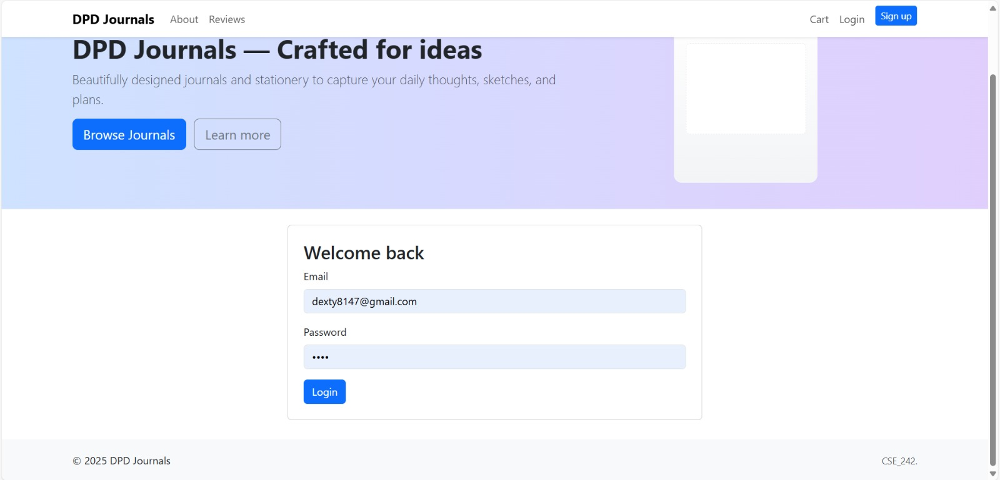 DPD Journals About Reviews Cart Login Sign up
DPD Journals — Crafted for ideas
Beautifully designed journals and stationery to capture your daily thoughts, sketches, and
plans.
Browse Journals Learn more
Welcome back
Email
dexty8147@gmail.com
Password
••••
Login
© 2025 DPD Journals CSE_242.